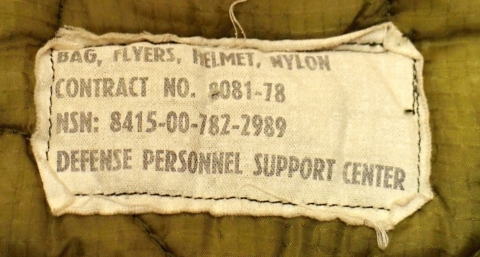 BAG, FLYERS, HELMET, NYLON
CONTRACT NO. 8081-78
NSN: 8415-00-782-2989
DEFENSE PERSONNEL SUPPORT CENTER